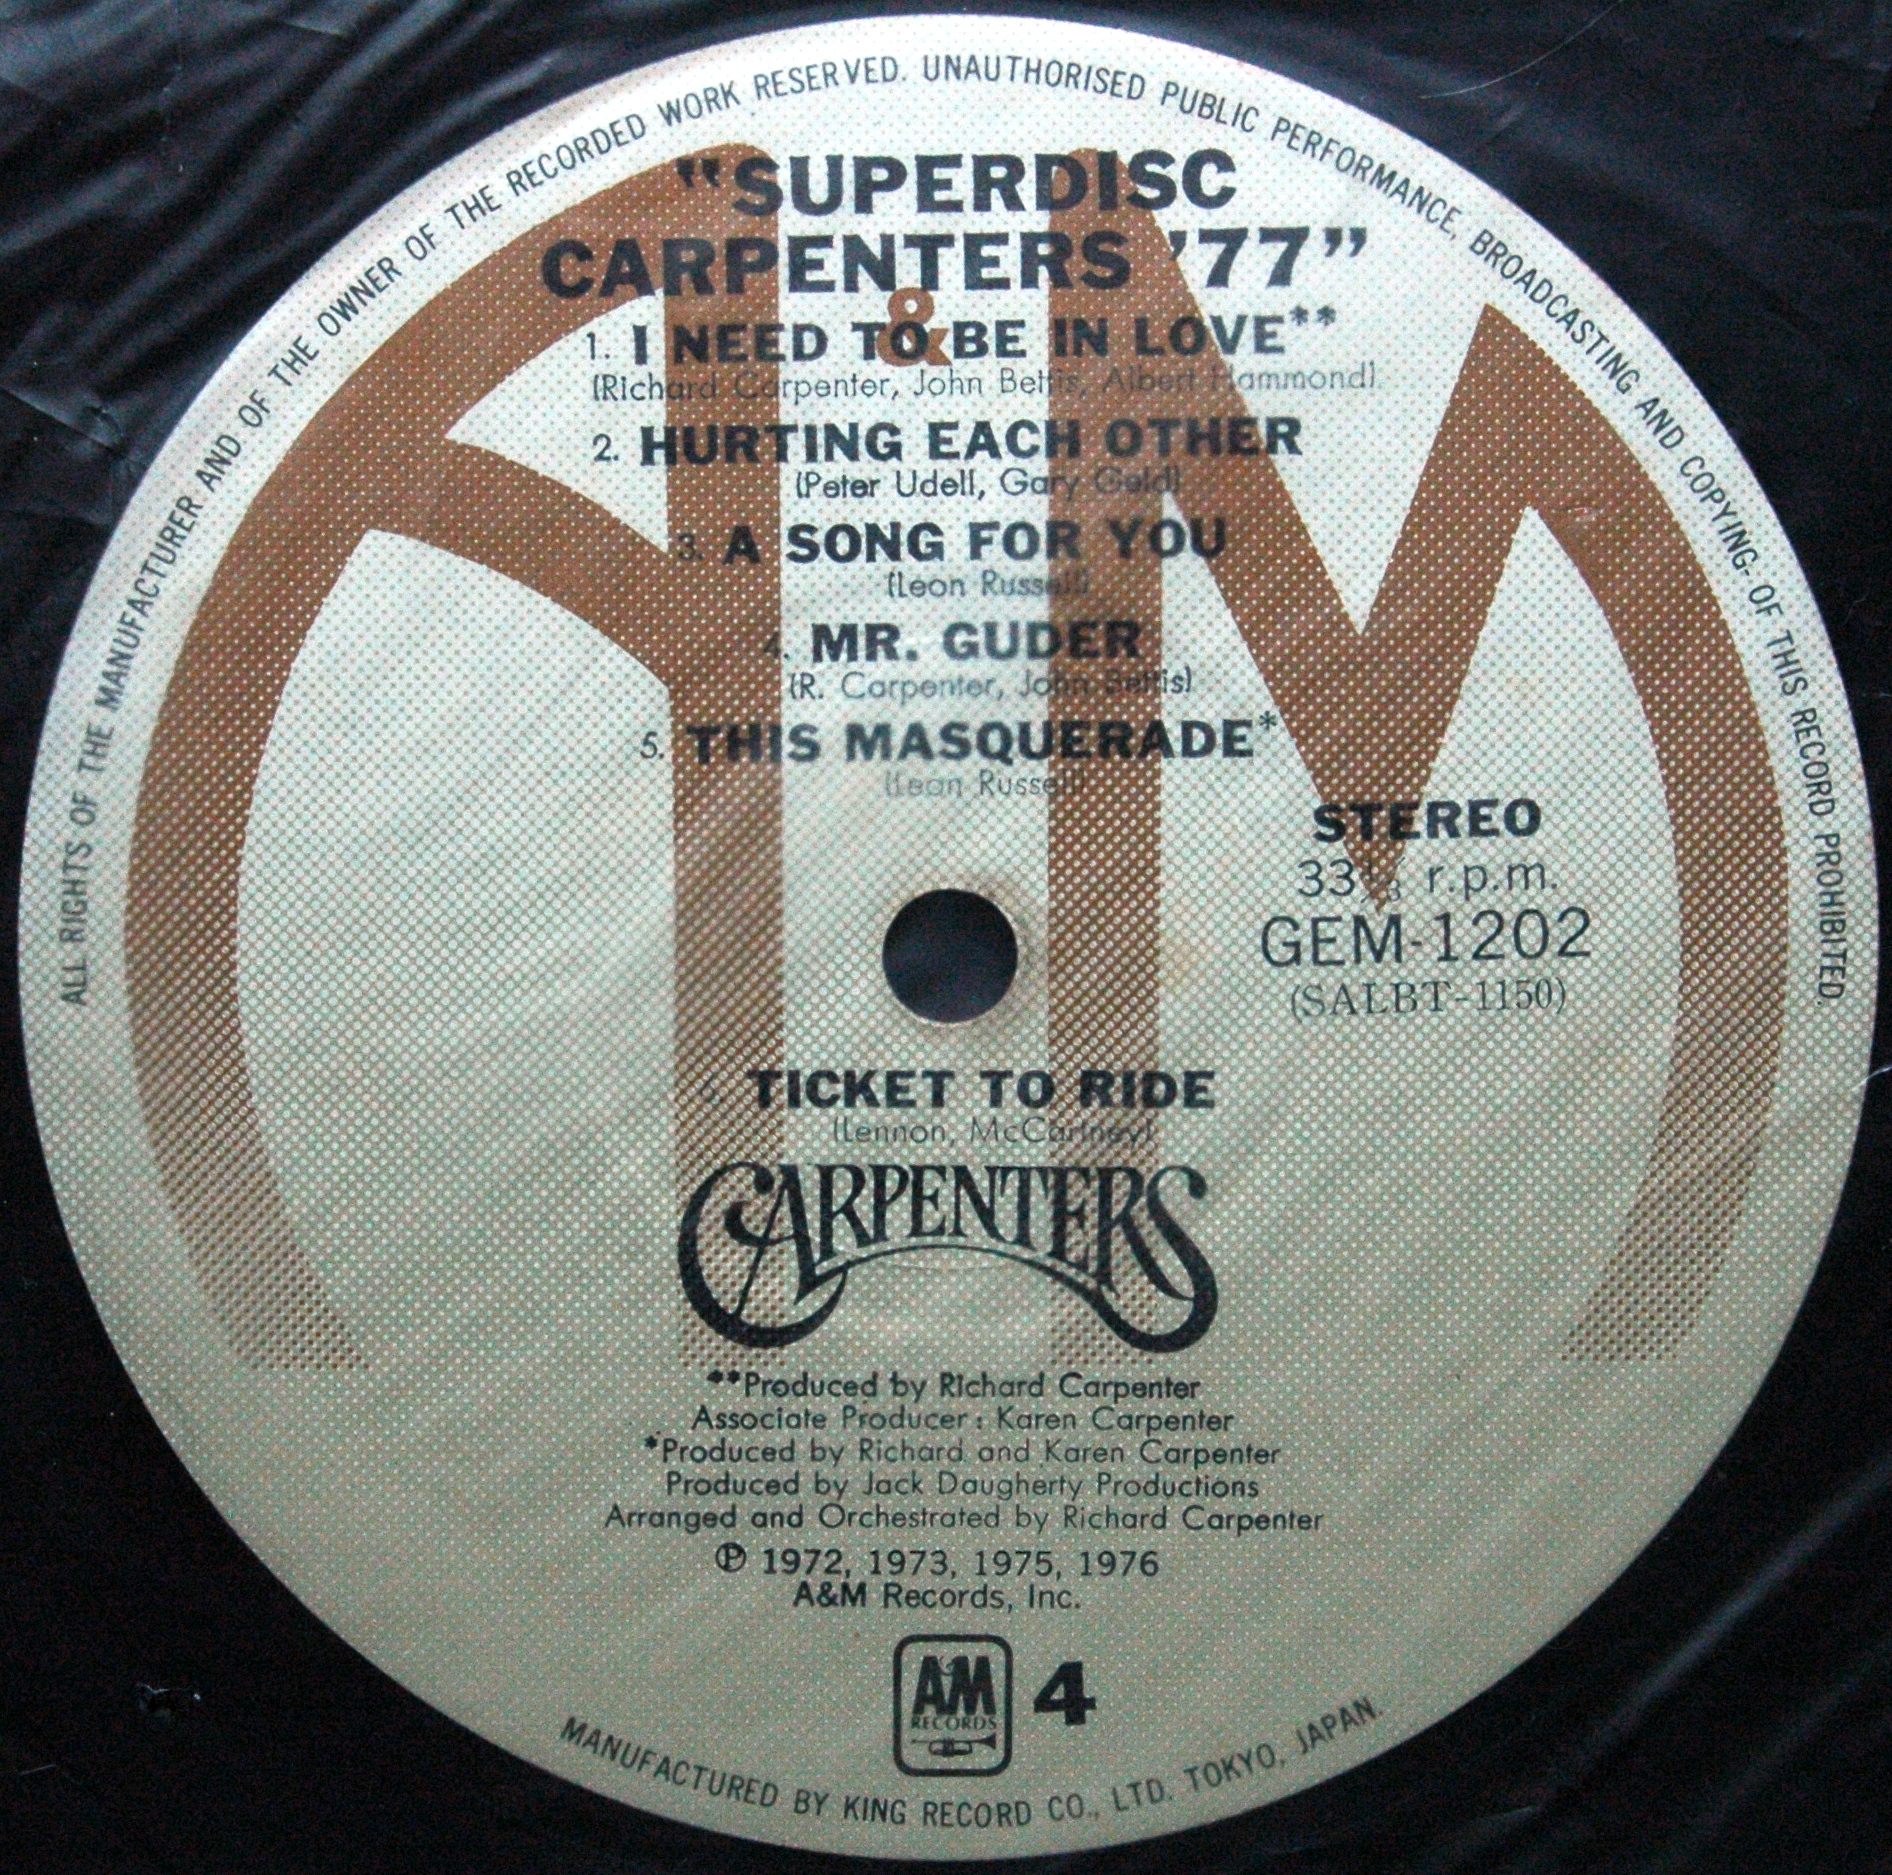 ALL RIGHTS OF THE MANUFACTURER AND OF THE OWNER OF THE RECORDED WORK RESERVED. UNAUTHORISED PUBLIC PERFORMANCE, BROADCASTING AND COPYING- OF THIS RECORD PROHIBITED.
"SUPERDISC
CARPENTERS '77"
&
1. I NEED TO BE IN LOVE**
(Richard Carpenter, John Bettis, Albert Hammond)
2. HURTING EACH OTHER
(Peter Udell, Gary Geld)
3. A SONG FOR YOU
(Leon Russell)
4. MR. GUDER
(R. Carpenter, John Bettis)
5. THIS MASQUERADE*
(Leon Russell)
STEREO
33⅓ r.p.m.
GEM-1202
(SALBT-1150)
6. TICKET TO RIDE
(Lennon, McCartney)
CARPENTERS
**Produced by Richard Carpenter
Associate Producer: Karen Carpenter
*Produced by Richard and Karen Carpenter
Produced by Jack Daugherty Productions
Arranged and Orchestrated by Richard Carpenter
℗ 1972, 1973, 1975, 1976
A&M Records, Inc.
A&M 4
RECORDS
MANUFACTURED BY KING RECORD CO., LTD. TOKYO, JAPAN.